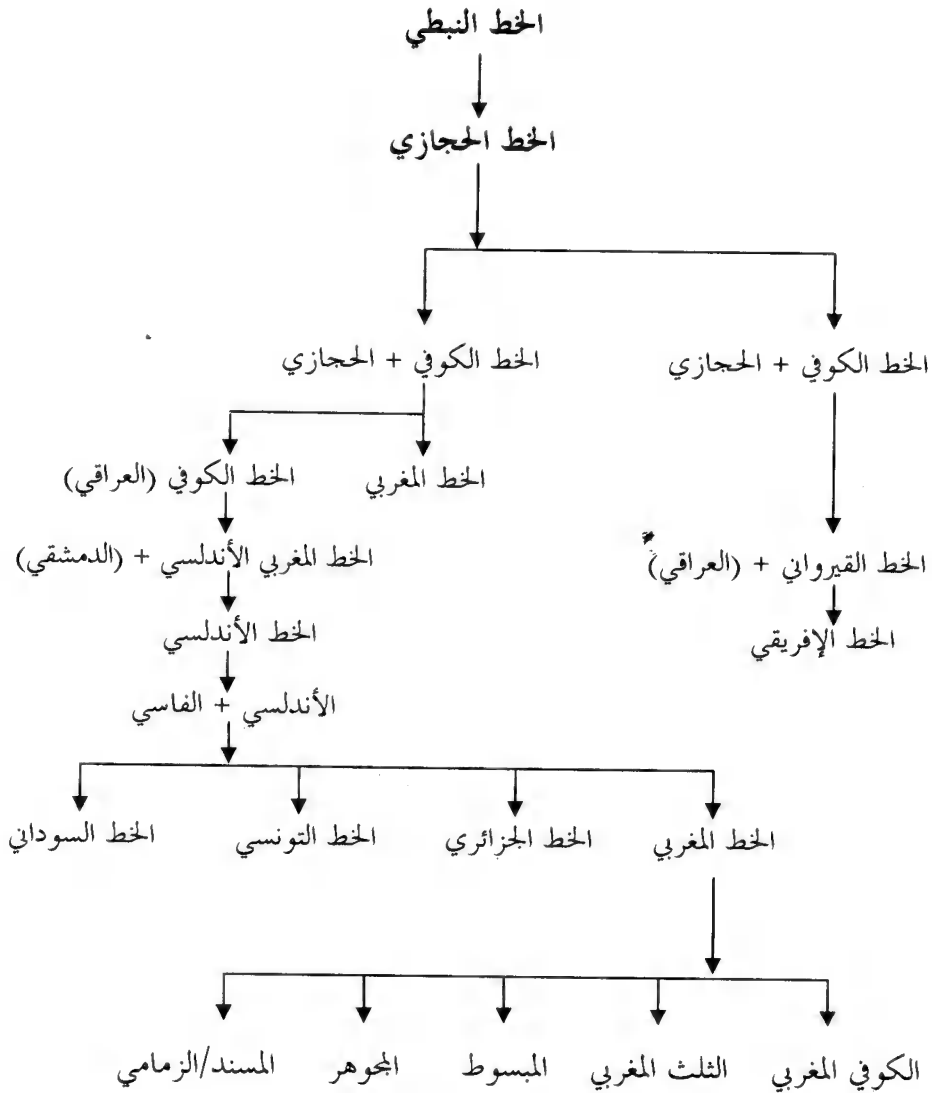 الخط النبطي
الخط الحجازي
الخط الكوفي + الحجازي
الخط الكوفي + الحجازي
الخط المغربي
الخط الكوفي (العراقي)
الخط القيرواني + (العراقي)
الخط المغربي الأندلسي + (الدمشقي)
الخط الإفريقي
الخط الأندلسي
الأندلسي + الفاسي
الخط المغربي
الخط الجزائري
الخط التونسي
الخط السوداني
الكوفي المغربي
الثلث المغربي
المبسوط
المجوهر
المسند/الزمامي